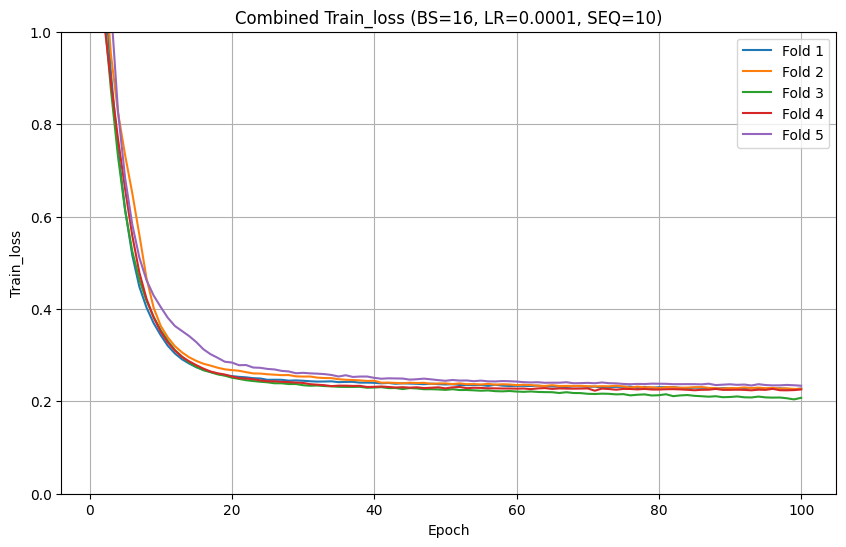 Combined Train_loss (BS=16, LR=0.0001, SEQ=10)
Train_loss
1.0
0.8
0.6
0.4
0.2
0.0
Fold 1
Fold 2
Fold 3
Fold 4
Fold 5
0 20 40 60 80 100
Epoch